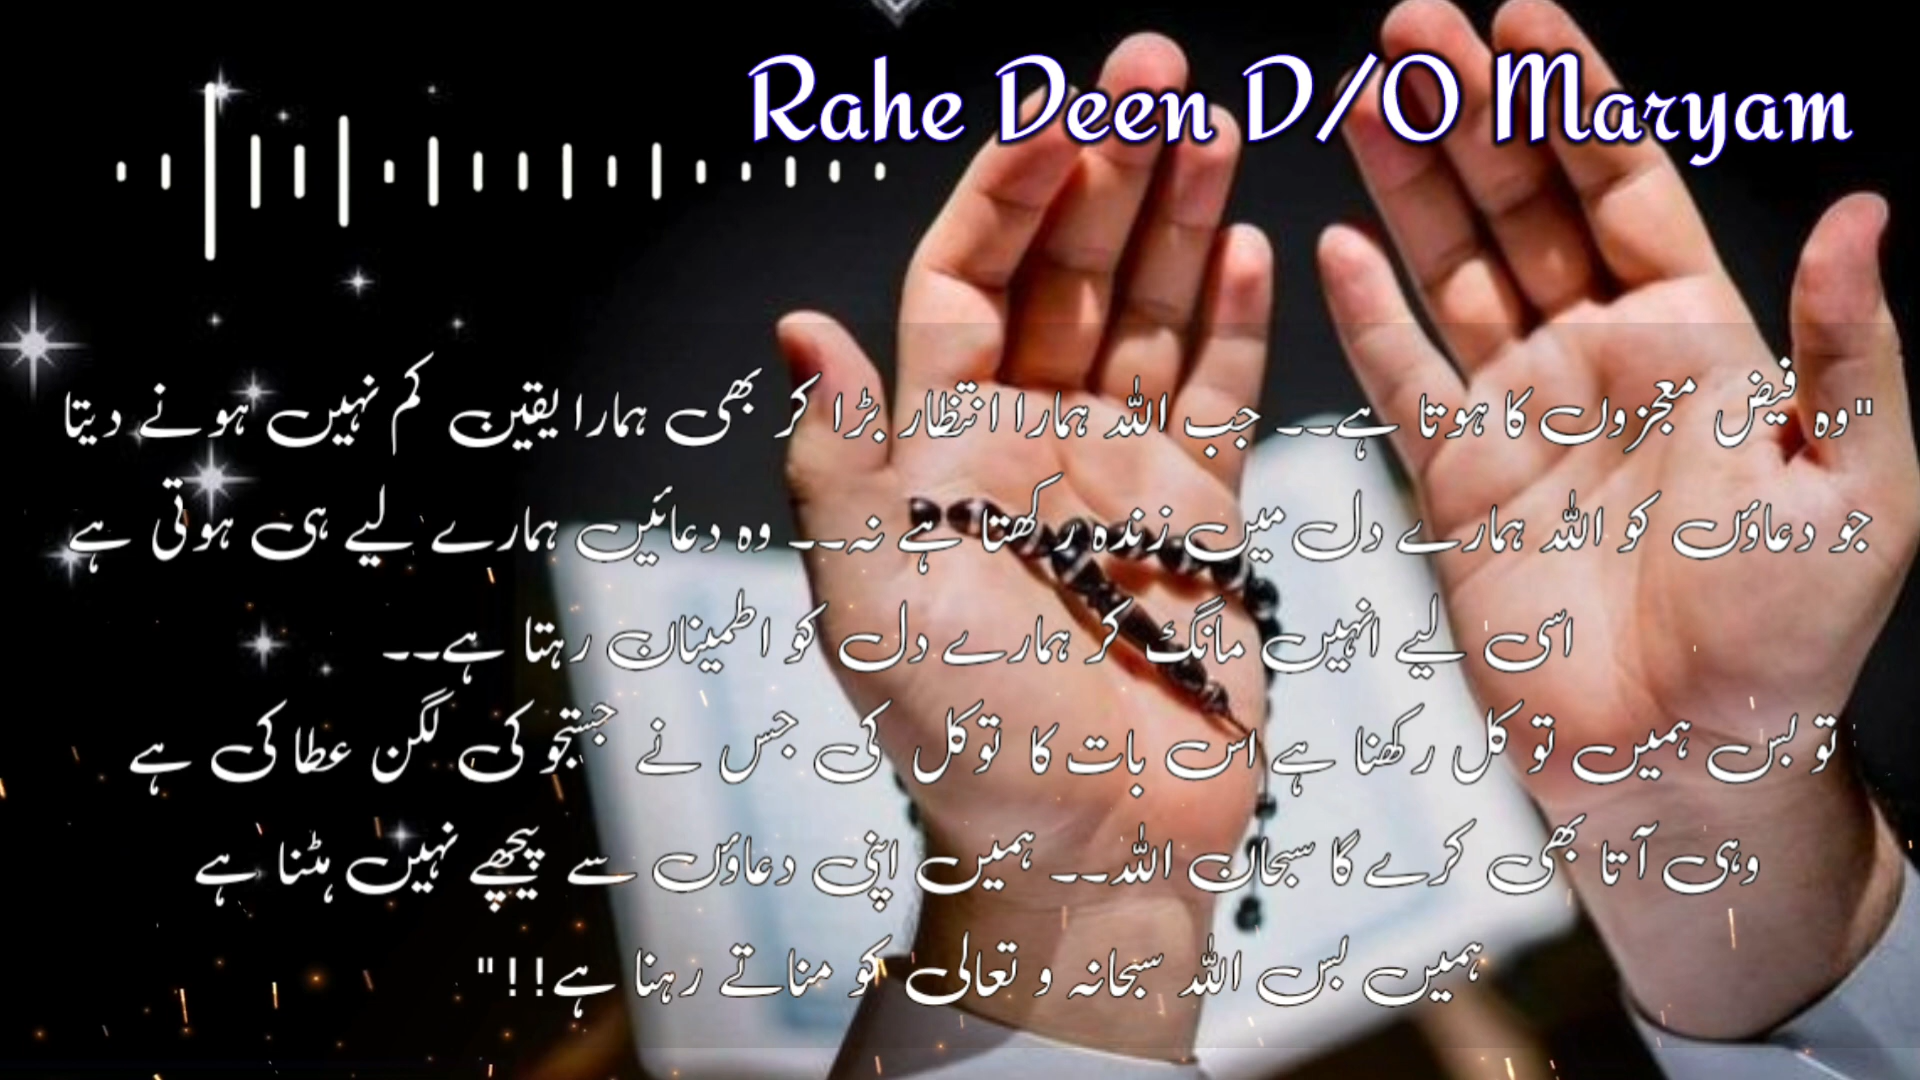 Rahe Deen D/O Maryam
"وہ فیض معجزوں کا ہوتا ہے۔۔ جب اللہ ہمارا انتظار بڑا کر بھی ہمارا یقین کم نہیں ہونے دیتا
جو دعاؤں کو اللہ ہمارے دل میں زندہ رکھتا ہے نہ۔۔ وہ دعائیں ہمارے لیے ہی ہوتی ہے
اسی لیے انہیں مانگ کر ہمارے دل کو اطمینان رہتا ہے۔۔
تو بس ہمیں توکل رکھنا ہے اس بات کا توکل کی جس نے جستجو کی لگن عطا کی ہے
وہی آتا بھی کرے گا سبحان اللہ۔۔ ہمیں اپنی دعاؤں سے پیچھے نہیں ہٹنا ہے
ہمیں بس اللہ سبحانہ و تعالی کو مناتے رہنا ہے!!"